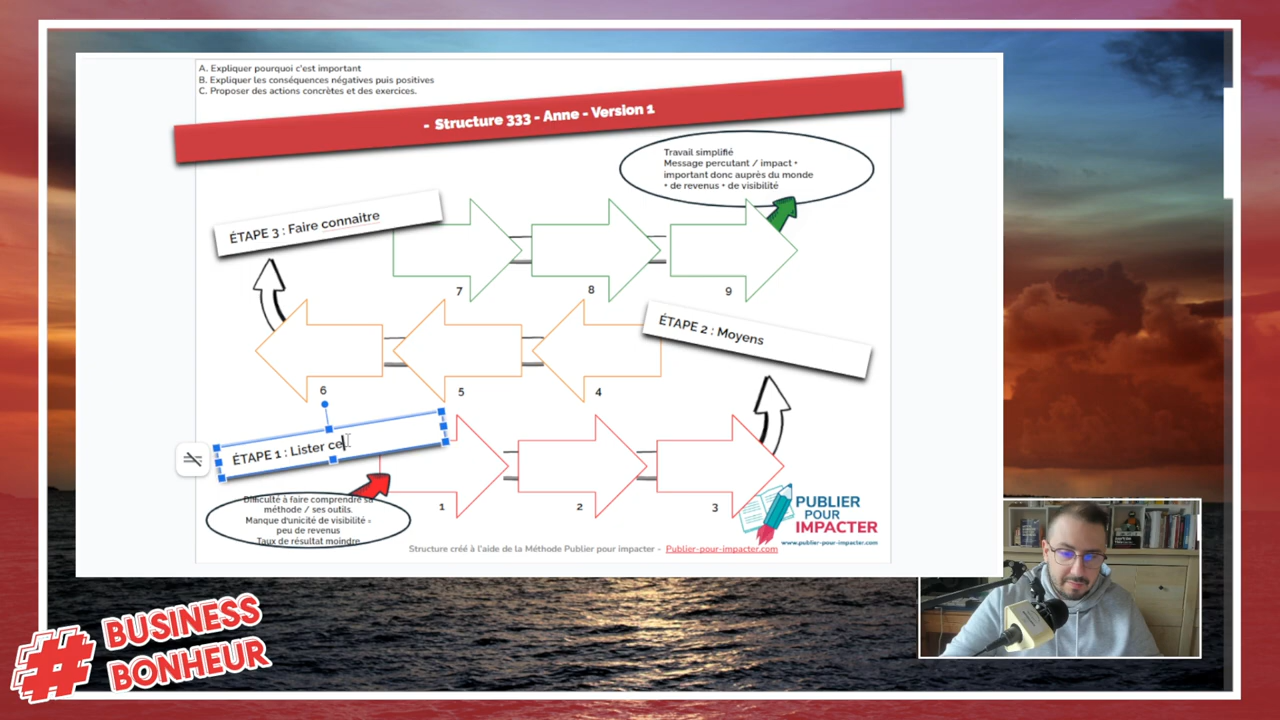 A. Expliquer pourquoi c'est important
B. Expliquer les conséquences négatives puis positives
C. Proposer des actions concrètes et des exercices.
- Structure 333 - Anne - Version 1
Travail simplifié
Message percutant / impact +
important donc auprès du monde
+ de revenus + de visibilité
ÉTAPE 3 : Faire connaitre
7
8
9
ÉTAPE 2 : Moyens
6
5
4
ÉTAPE 1 : Lister ce
Difficulté à faire comprendre sa
méthode / ses outils.
Manque d'unicité de visibilité =
peu de revenus
Taux de résultat moindre
1
2
3
PUBLIER
POUR
IMPACTER
www.publier-pour-impacter.com
Structure créé à l'aide de la Méthode Publier pour impacter - Publier-pour-impacter.com
# BUSINESS
BONHEUR